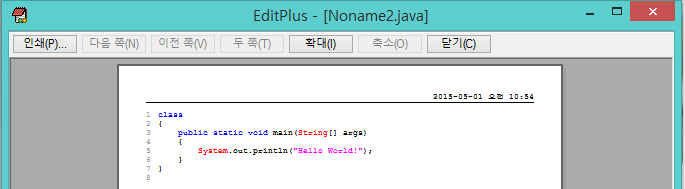 EditPlus - [Noname2.java]
인쇄(P)... 다음 쪽(N) 이전 쪽(V) 두 쪽(T) 확대(I) 축소(O) 닫기(C)
2015-05-01 오전 10:54
1 class
2 {
3     public static void main(String[] args)
4     {
5         System.out.println("Hello World!");
6     }
7 }
8